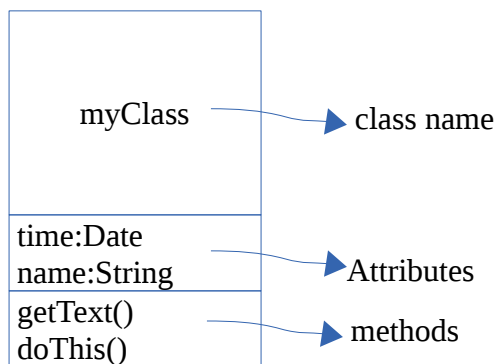 myClass
class name
time:Date
name:String
Attributes
getText()
doThis()
methods